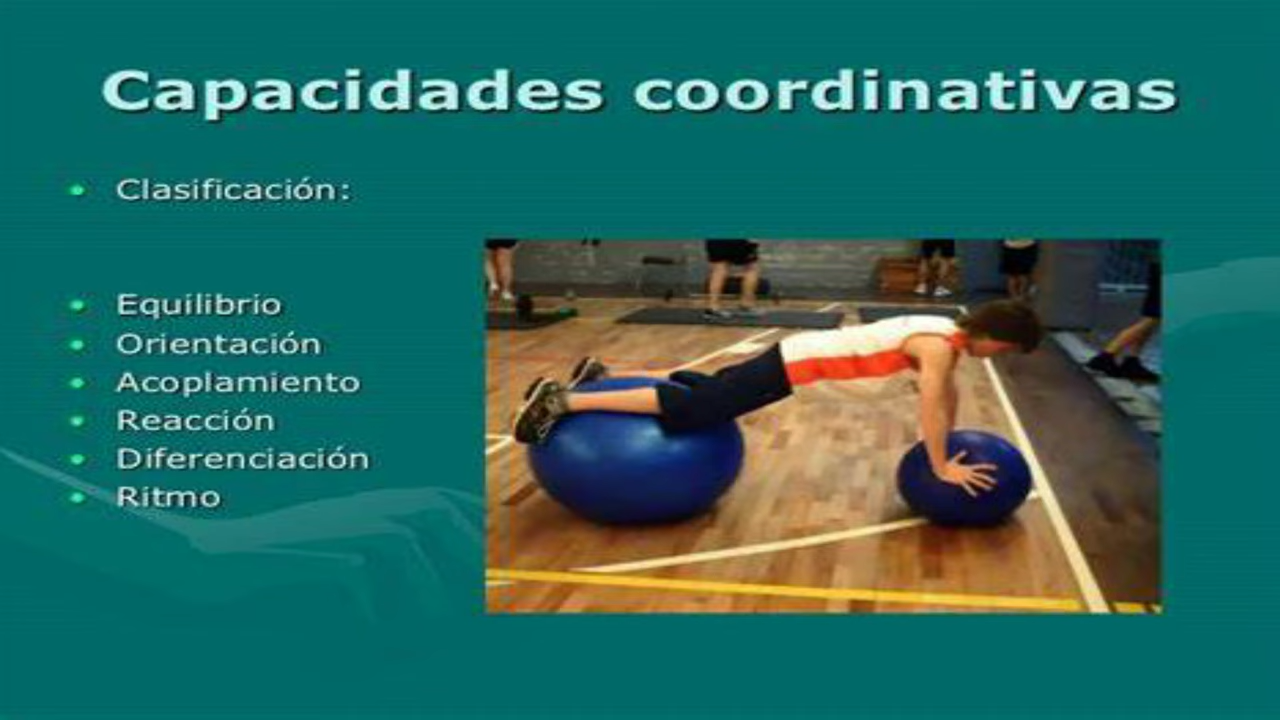 Capacidades coordinativas
Clasificación:
Equilibrio
Orientación
Acoplamiento
Reacción
Diferenciación
Ritmo